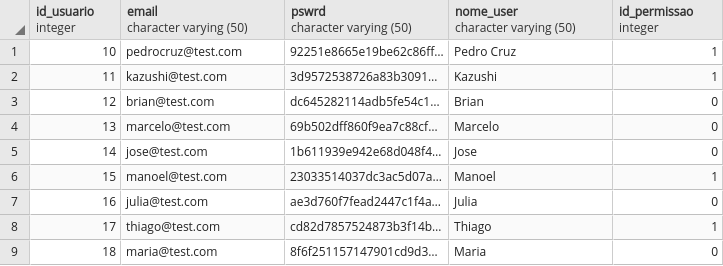 id_usuario email pswrd nome_user id_permissao
integer character varying (50) character varying (50) character varying (50) integer
1 10 pedrocruz@test.com 92251e8665e19be62c86ff... Pedro Cruz 1
2 11 kazushi@test.com 3d9572538726a83b3091... Kazushi 1
3 12 brian@test.com dc645282114adb5fe54c1... Brian 0
4 13 marcelo@test.com 69b502dff860f9ea7c88cf... Marcelo 0
5 14 jose@test.com 1b611939e942e68d048f4... Jose 0
6 15 manoel@test.com 23033514037dc3ac5d07a... Manoel 1
7 16 julia@test.com ae3d760f7fead2447c1f4a... Julia 0
8 17 thiago@test.com cd82d7857524873b3f14b... Thiago 1
9 18 maria@test.com 8f6f251157147901cd9d3... Maria 0